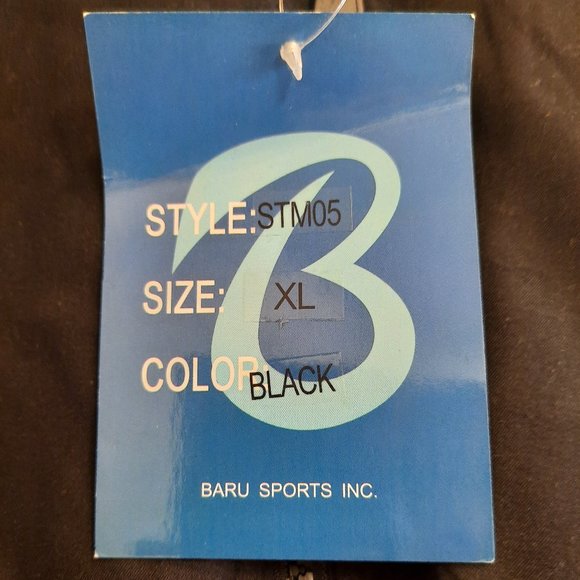 STYLE: STM05
SIZE: XL
COLOR: BLACK
B
BARU SPORTS INC.